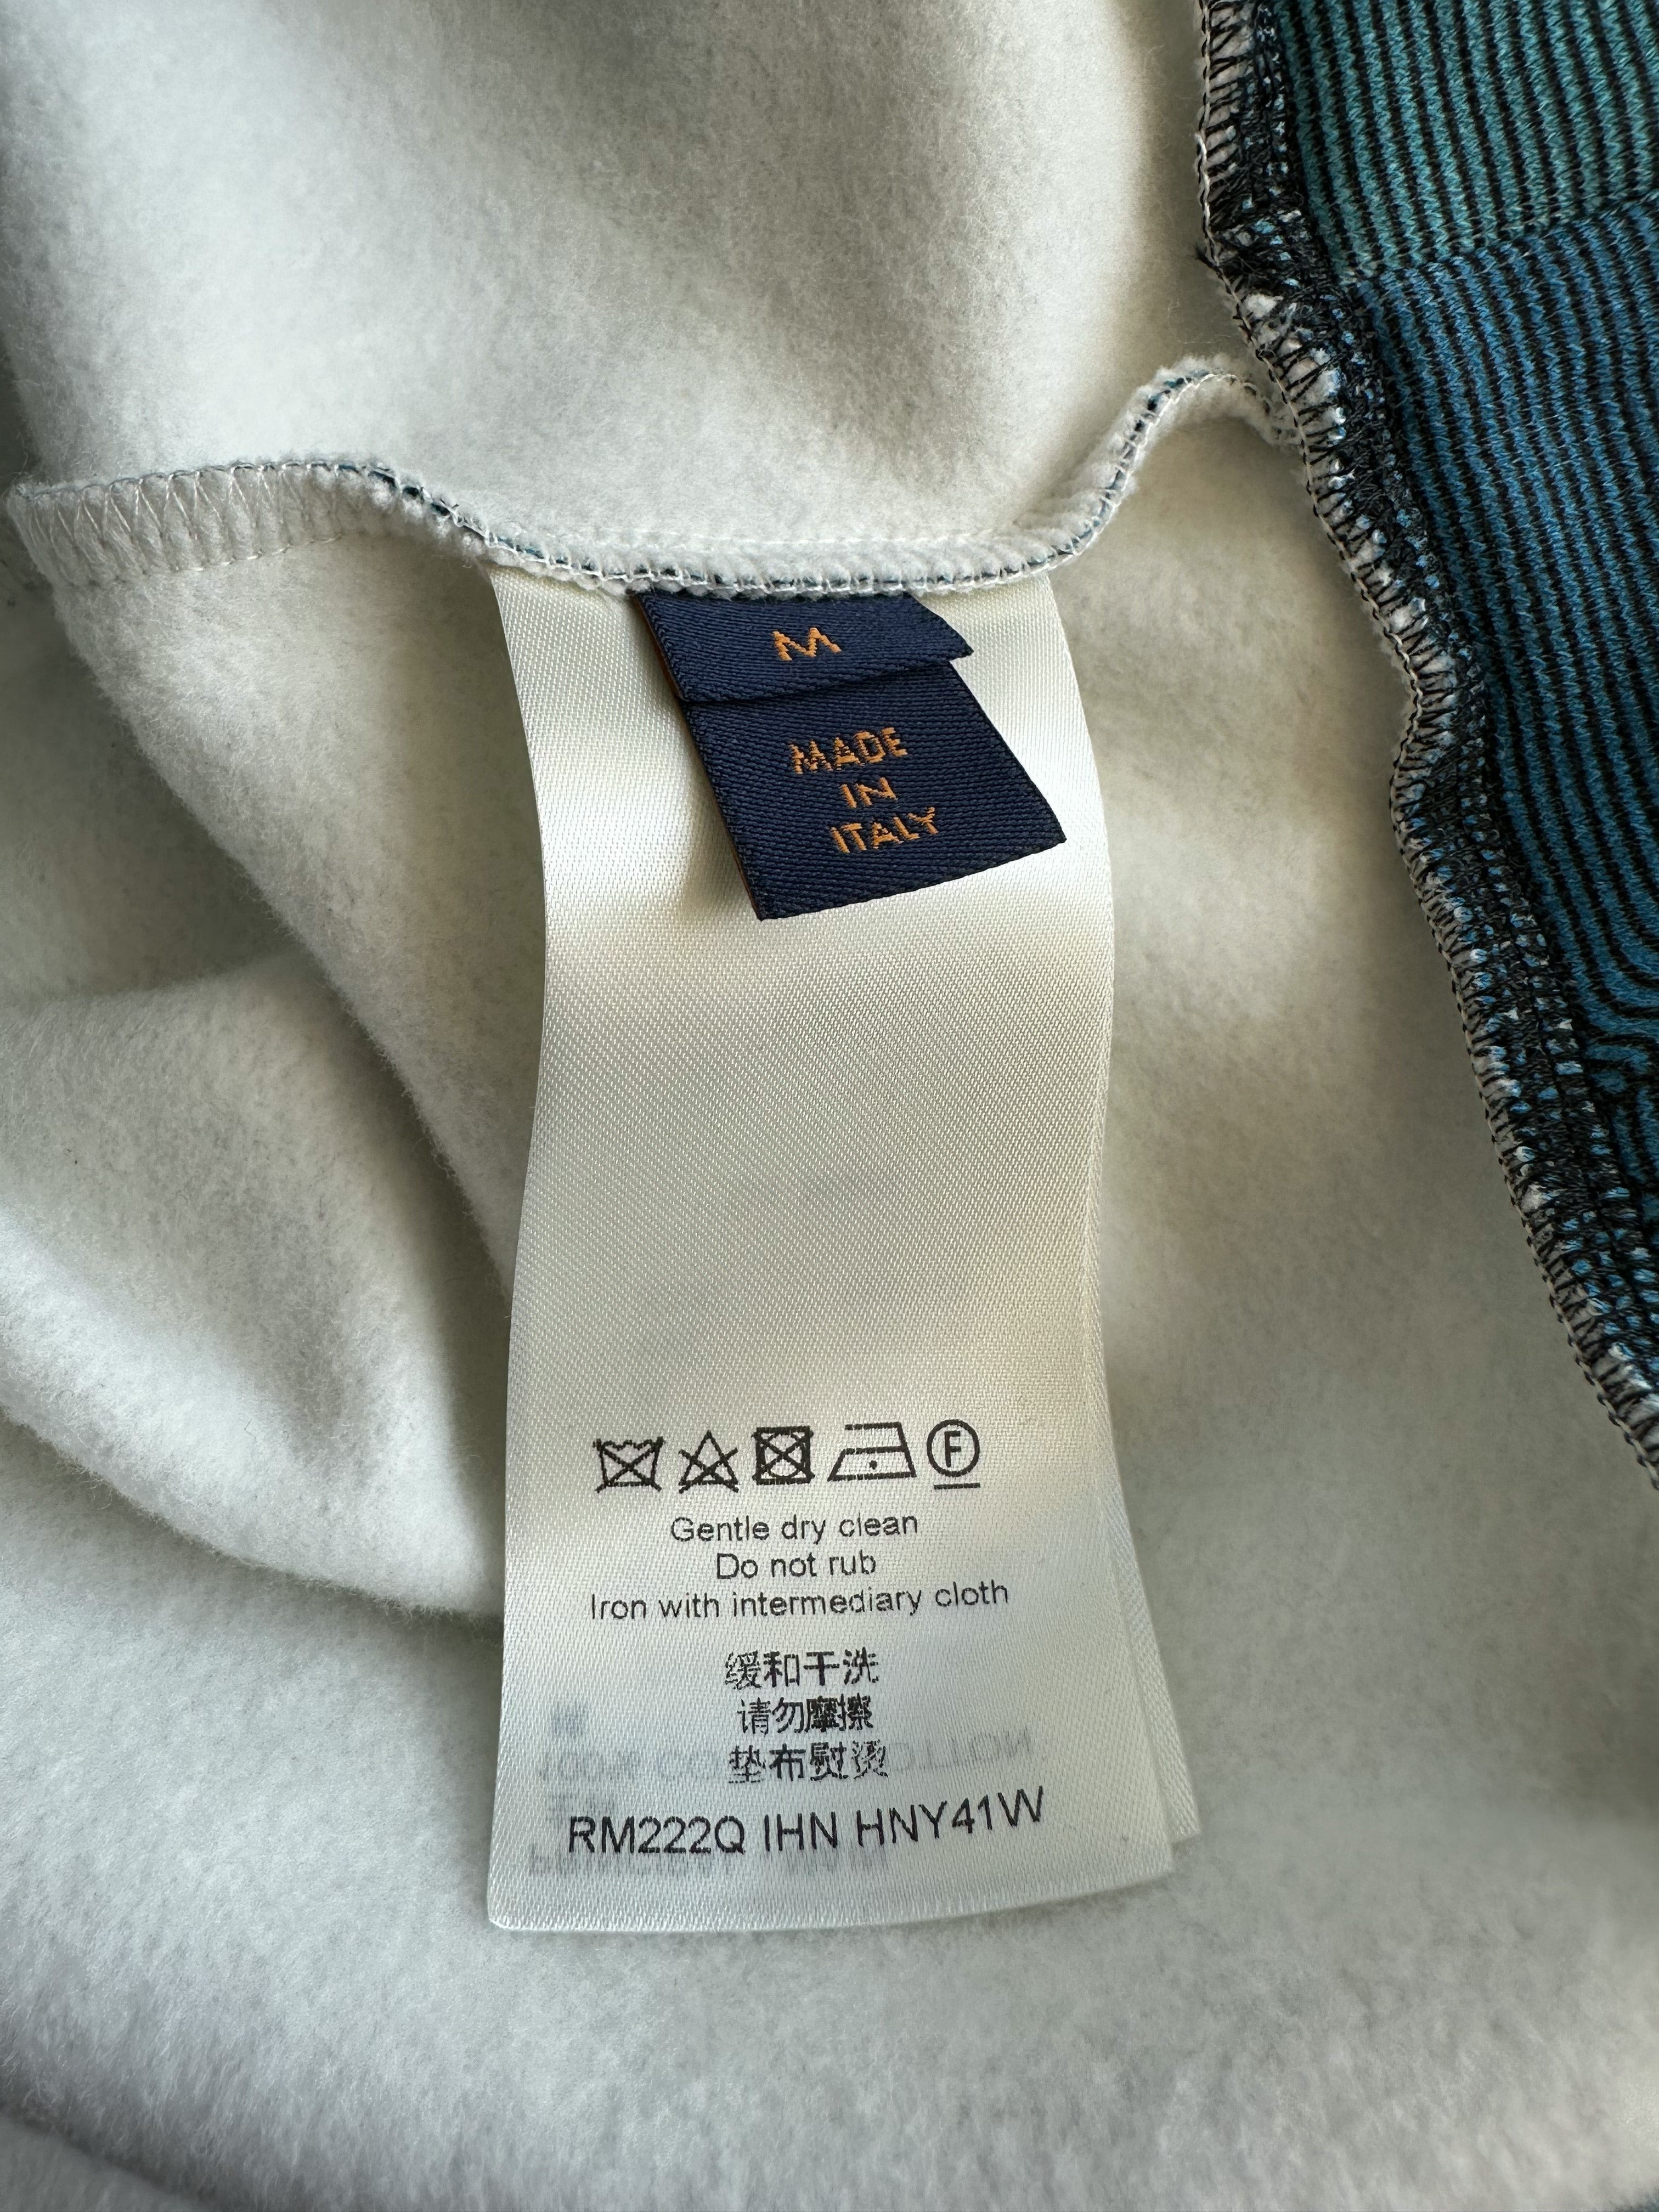 M
MADE
IN
ITALY
F
Gentle dry clean
Do not rub
Iron with intermediary cloth
缓和干洗
请勿摩擦
垫布熨烫
RM222Q IHN HNY41W